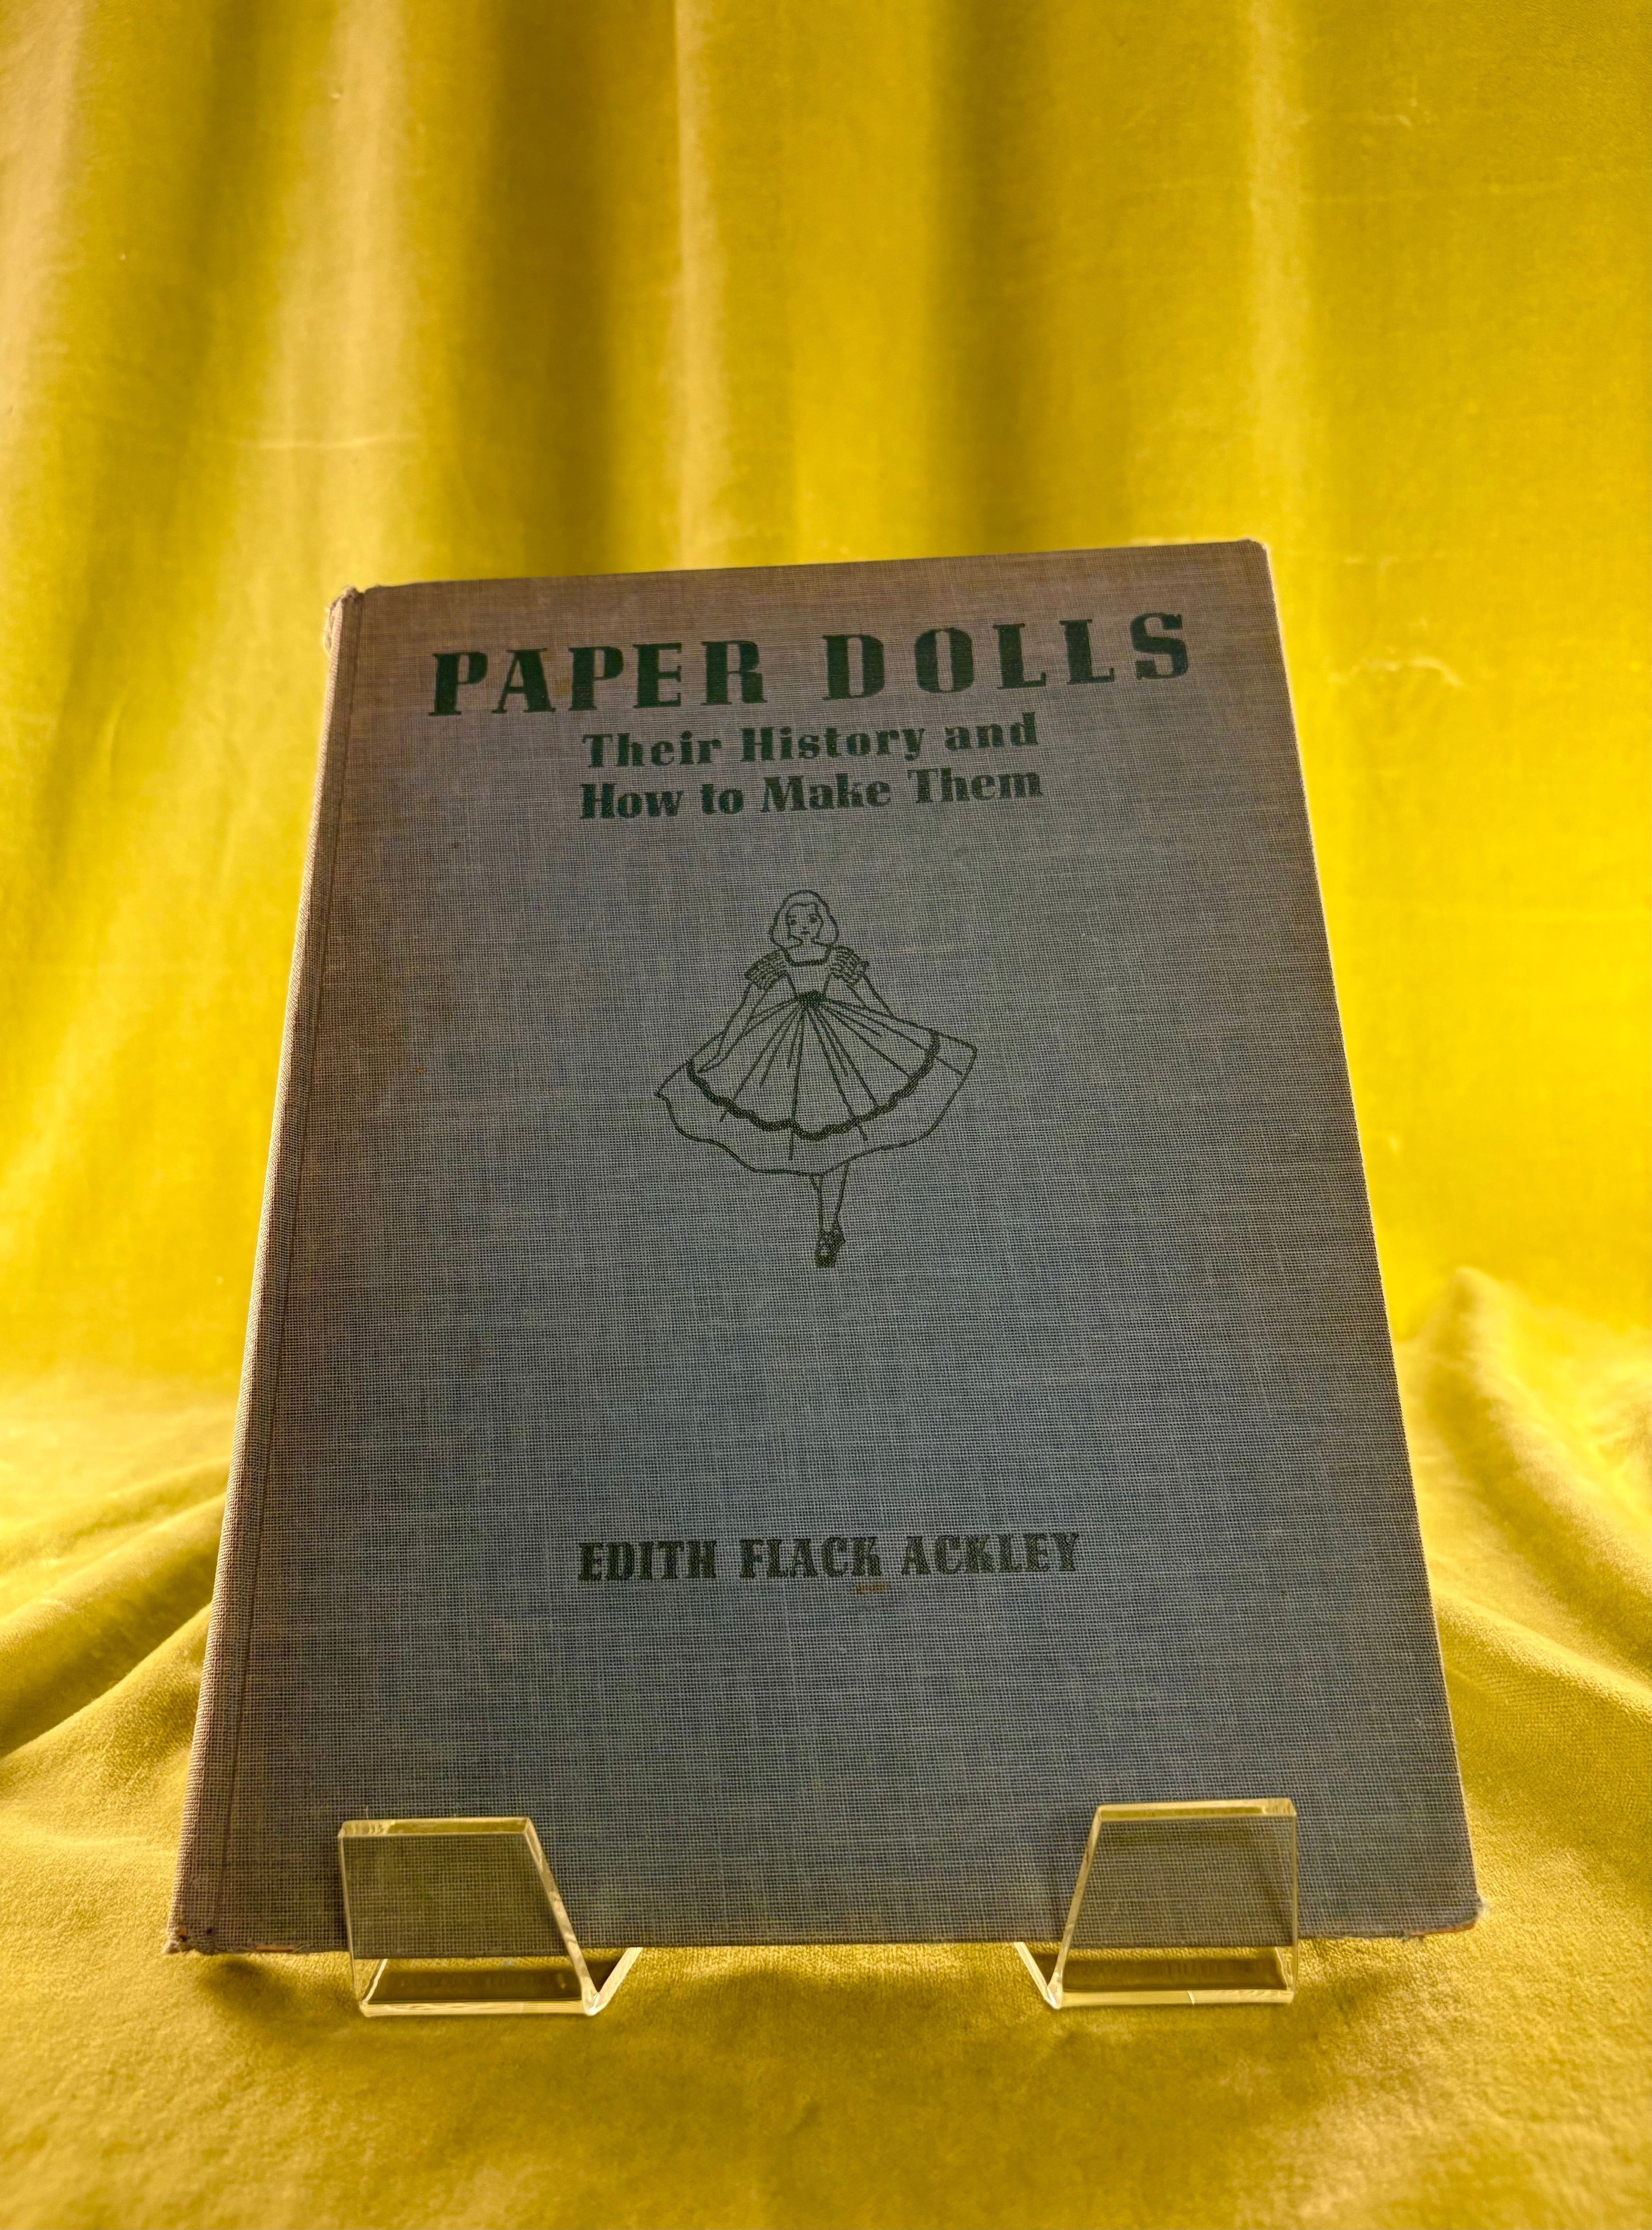 PAPER DOLLS
Their History and
How to Make Them
EDITH FLACK ACKLEY